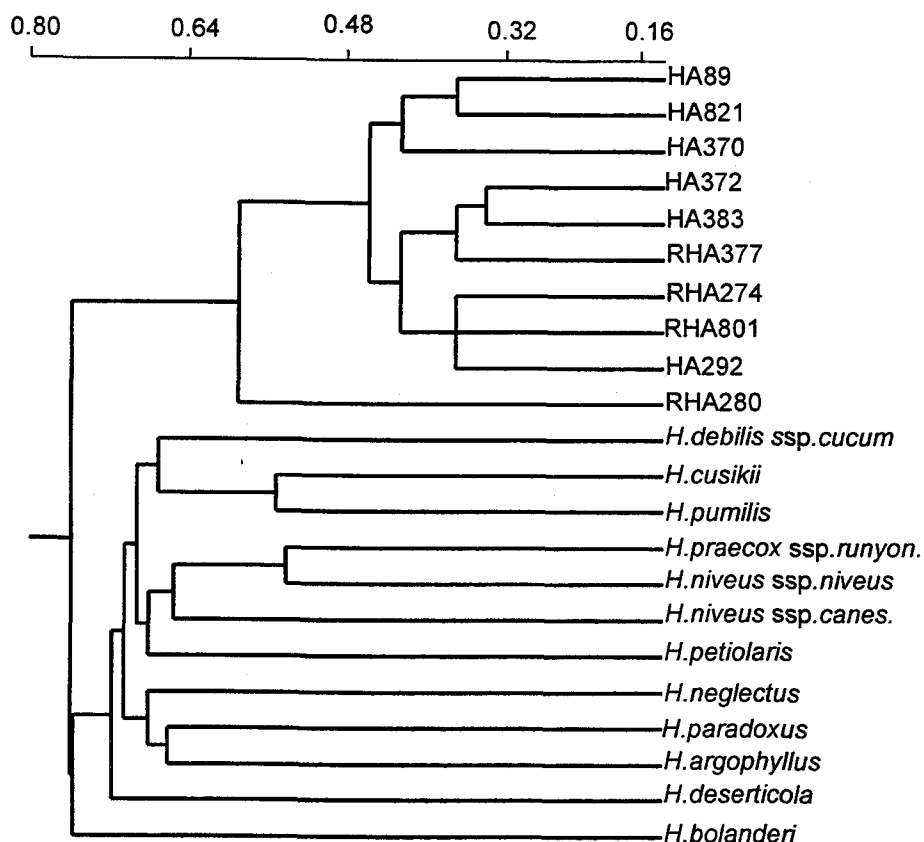 0.80 0.64 0.48 0.32 0.16
HA89
HA821
HA370
HA372
HA383
RHA377
RHA274
RHA801
HA292
RHA280
H.debilis ssp.cucum
H.cusikii
H.pumilis
H.praecox ssp.runyon.
H.niveus ssp.niveus
H.niveus ssp.canes.
H.petiolaris
H.neglectus
H.paradoxus
H.argophyllus
H.deserticola
H.bolanderi